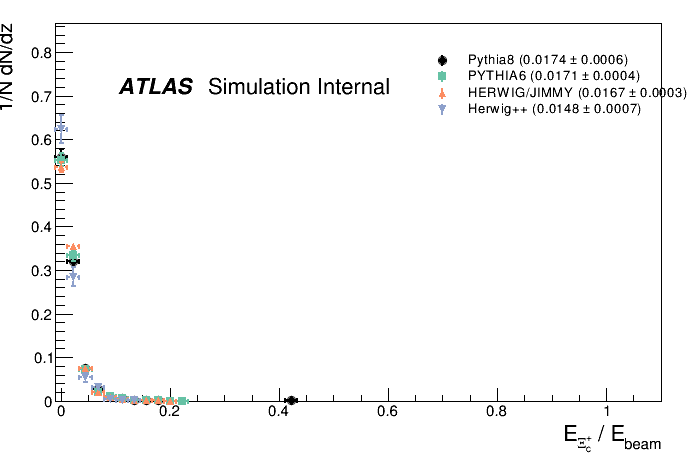 1/N dN/dz
ATLAS Simulation Internal
Pythia8 (0.0174 ± 0.0006)
PYTHIA6 (0.0171 ± 0.0004)
HERWIG/JIMMY (0.0167 ± 0.0003)
Herwig++ (0.0148 ± 0.0007)
0.8
0.7
0.6
0.5
0.4
0.3
0.2
0.1
0
0 0.2 0.4 0.6 0.8 1
E_Ξc⁺ / E_beam